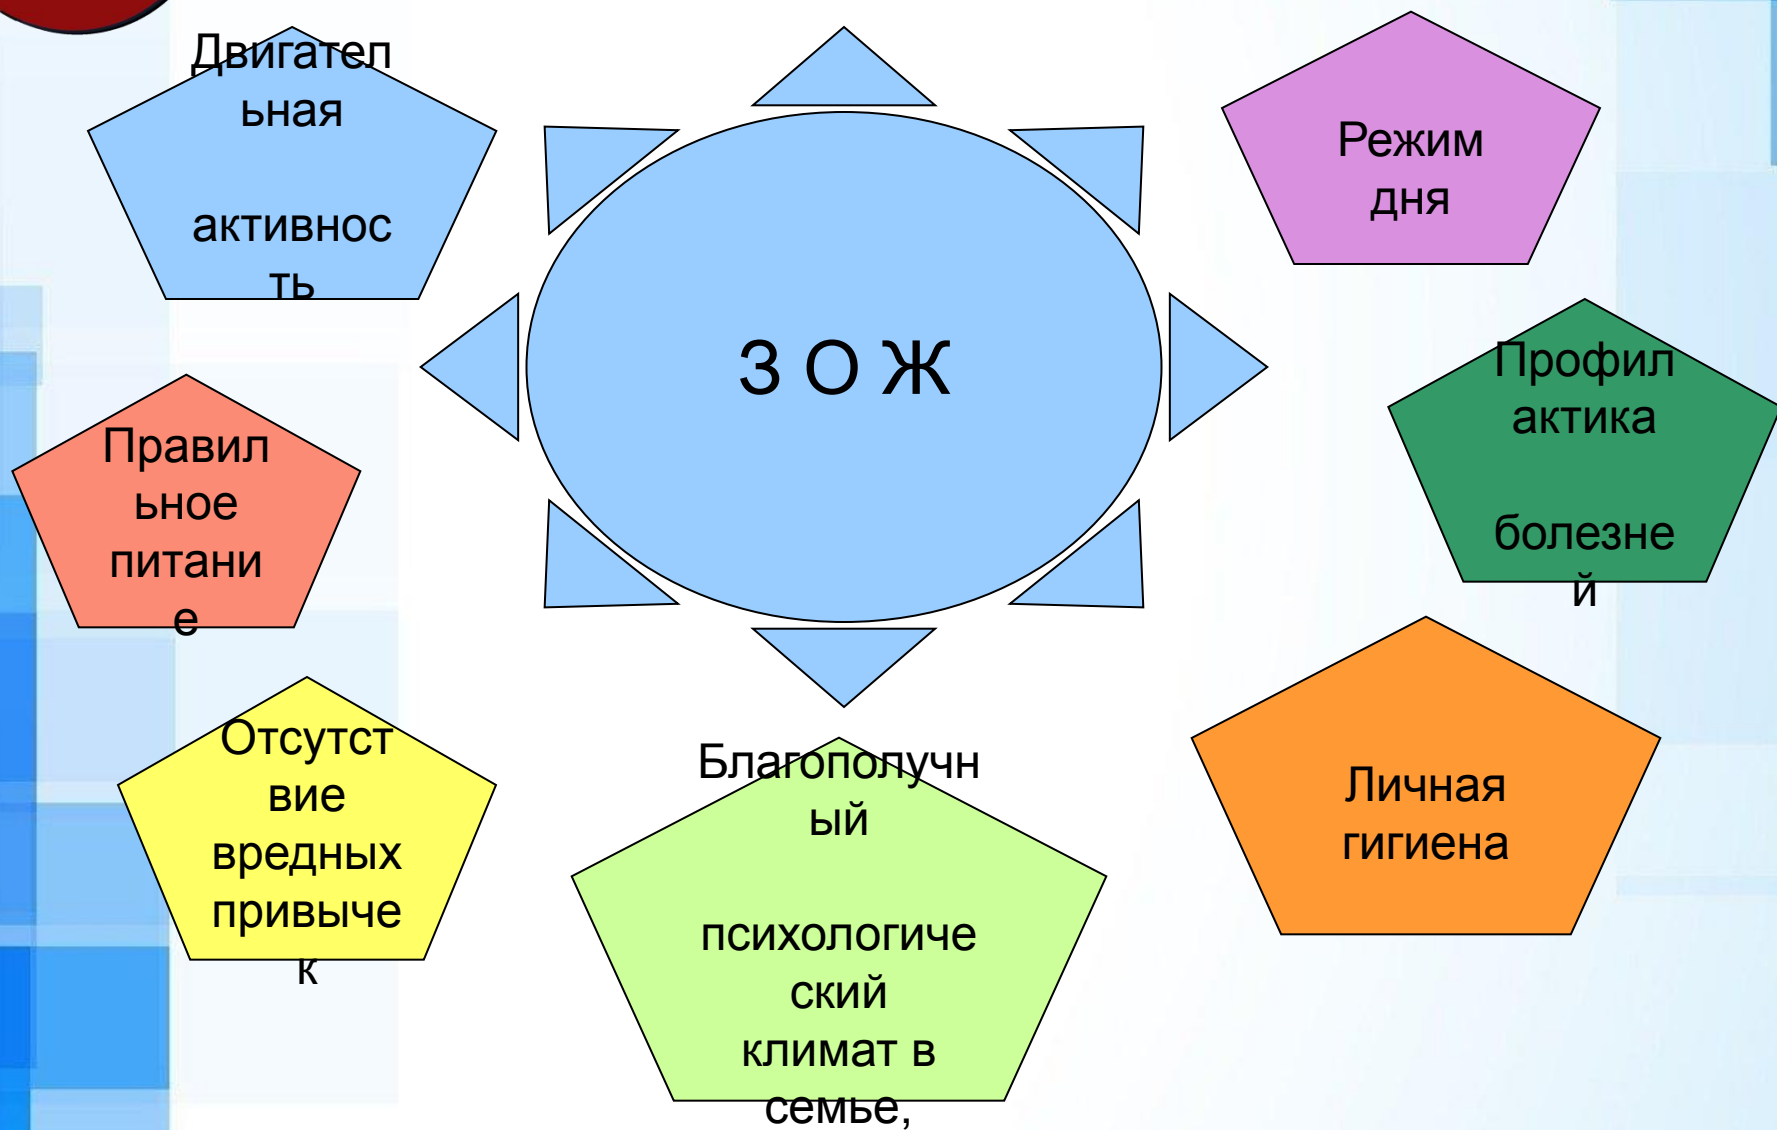 Двигател
ьная
активнос
ть
З О Ж
Режим
дня
Профил
актика
болезне
й
Правил
ьное
питани
е
Отсутст
вие
вредных
привыче
к
Благополучн
ый
психологиче
ский
климат в
семье,
Личная
гигиена